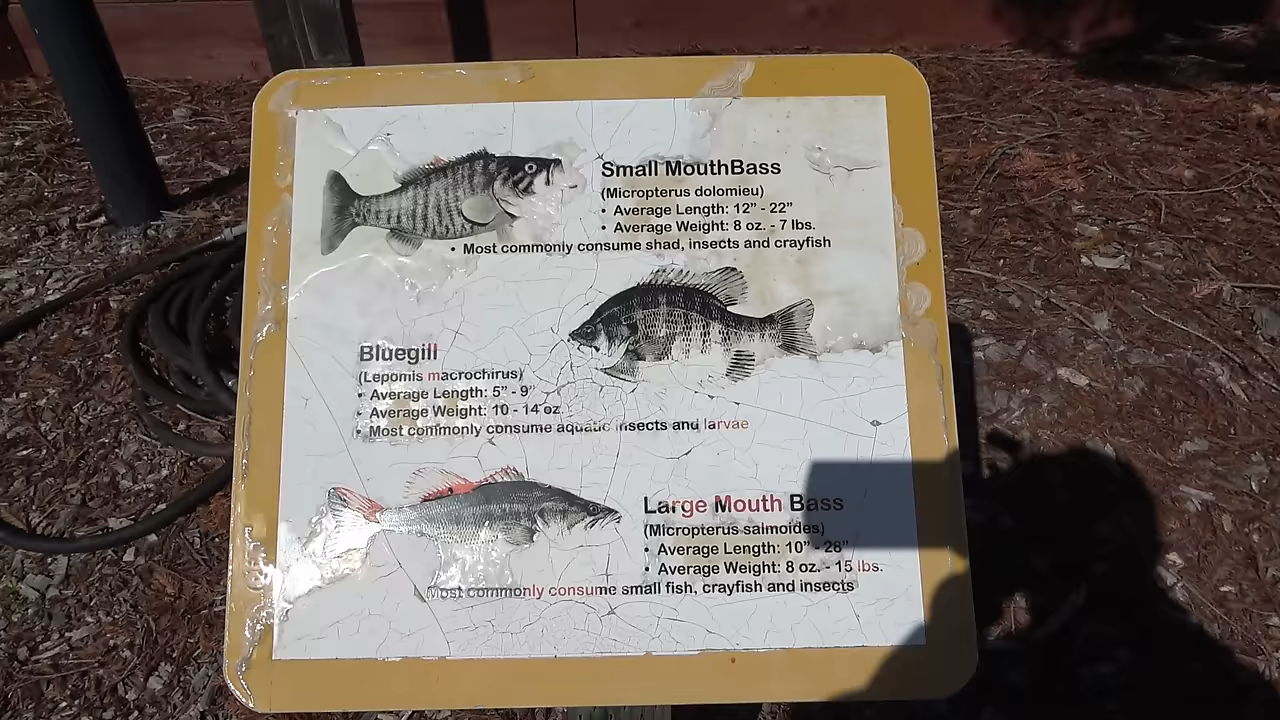 Small MouthBass
(Micropterus dolomieu)
• Average Length: 12” - 22”
• Average Weight: 8 oz. - 7 lbs.
• Most commonly consume shad, insects and crayfish
Bluegill
(Lepomis macrochirus)
• Average Length: 5” - 9”
• Average Weight: 10 - 14 oz
• Most commonly consume aquatic insects and larvae
Large Mouth Bass
(Micropterus salmoides)
• Average Length: 10” - 28”
• Average Weight: 8 oz. - 15 lbs.
Most commonly consume small fish, crayfish and insects